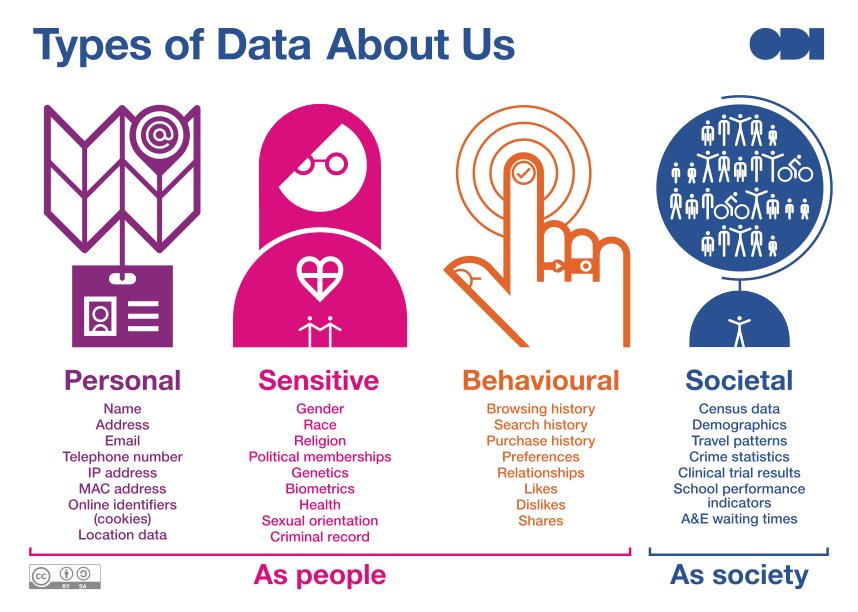 Types of Data About Us
ODI
@
Personal
Name
Address
Email
Telephone number
IP address
MAC address
Online identifiers
(cookies)
Location data
Sensitive
Gender
Race
Religion
Political memberships
Genetics
Biometrics
Health
Sexual orientation
Criminal record
Behavioural
Browsing history
Search history
Purchase history
Preferences
Relationships
Likes
Dislikes
Shares
Societal
Census data
Demographics
Travel patterns
Crime statistics
Clinical trial results
School performance
indicators
A&E waiting times
As people
As society
cc
BY SA